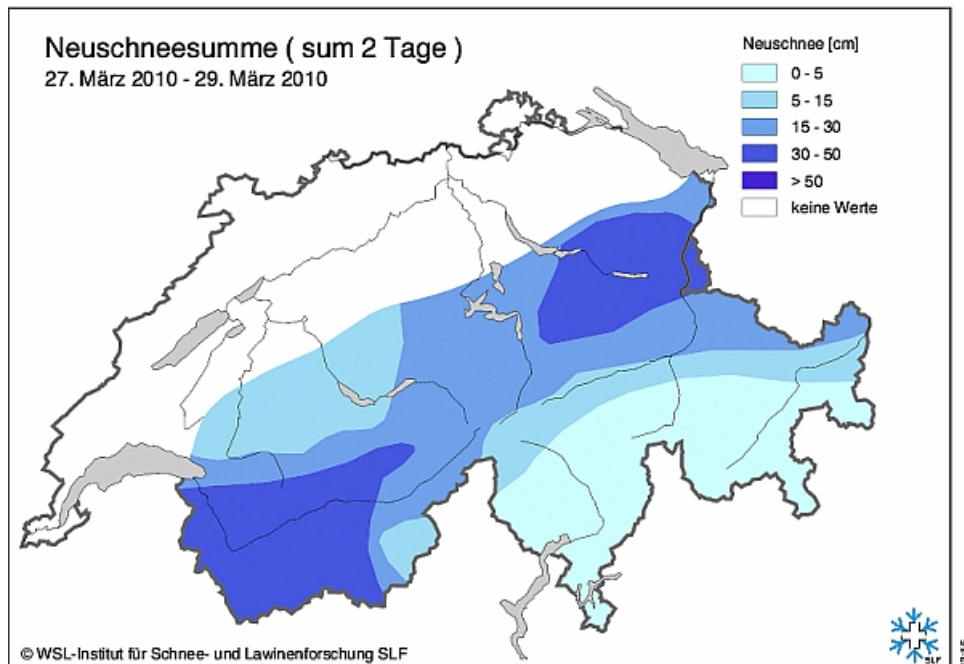 Neuschneesumme ( sum 2 Tage )
27. März 2010 - 29. März 2010
Neuschnee [cm]
0 - 5
5 - 15
15 - 30
30 - 50
> 50
keine Werte
© WSL-Institut für Schnee- und Lawinenforschung SLF
SLF